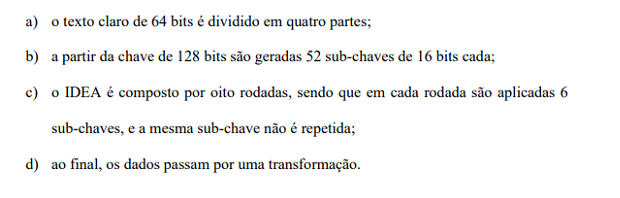 a) o texto claro de 64 bits é dividido em quatro partes;
b) a partir da chave de 128 bits são geradas 52 sub-chaves de 16 bits cada;
c) o IDEA é composto por oito rodadas, sendo que em cada rodada são aplicadas 6
sub-chaves, e a mesma sub-chave não é repetida;
d) ao final, os dados passam por uma transformação.